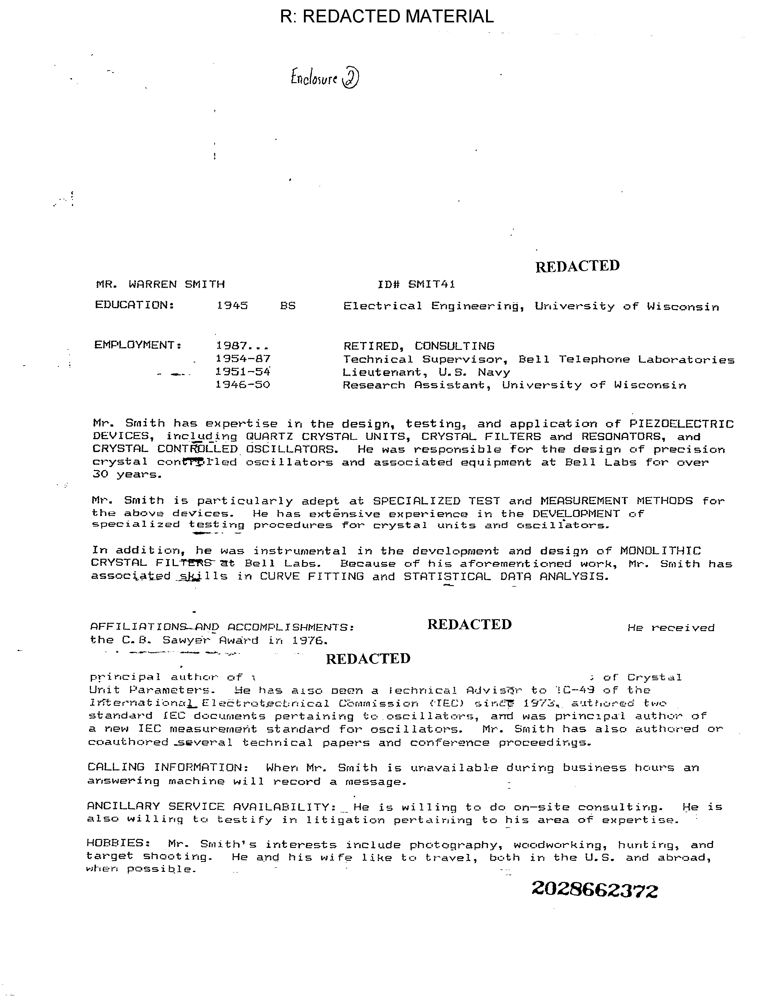 R: REDACTED MATERIAL
Enclosure 2
REDACTED
MR. WARREN SMITH ID# SMIT41
EDUCATION: 1945 BS Electrical Engineering, University of Wisconsin
EMPLOYMENT: 1987... RETIRED, CONSULTING
1954-87 Technical Supervisor, Bell Telephone Laboratories
1951-54 Lieutenant, U.S. Navy
1946-50 Research Assistant, University of Wisconsin
Mr. Smith has expertise in the design, testing, and application of PIEZOELECTRIC
DEVICES, including QUARTZ CRYSTAL UNITS, CRYSTAL FILTERS and RESONATORS, and
CRYSTAL CONTROLLED OSCILLATORS. He was responsible for the design of precision
crystal controlled oscillators and associated equipment at Bell Labs for over
30 years.
Mr. Smith is particularly adept at SPECIALIZED TEST and MEASUREMENT METHODS for
the above devices. He has extensive experience in the DEVELOPMENT of
specialized testing procedures for crystal units and oscillators.
In addition, he was instrumental in the development and design of MONOLITHIC
CRYSTAL FILTERS at Bell Labs. Because of his aforementioned work, Mr. Smith has
associated skills in CURVE FITTING and STATISTICAL DATA ANALYSIS.
AFFILIATIONS AND ACCOMPLISHMENTS: REDACTED He received
the C.B. Sawyer Award in 1976.
REDACTED
principal author of of Crystal
Unit Parameters. He has also been a Technical Advisor to TC-49 of the
International Electrotechnical Commission (IEC) since 1973, authored two
standard IEC documents pertaining to oscillators, and was principal author of
a new IEC measurement standard for oscillators. Mr. Smith has also authored or
coauthored several technical papers and conference proceedings.
CALLING INFORMATION: When Mr. Smith is unavailable during business hours an
answering machine will record a message.
ANCILLARY SERVICE AVAILABILITY: He is willing to do on-site consulting. He is
also willing to testify in litigation pertaining to his area of expertise.
HOBBIES: Mr. Smith's interests include photography, woodworking, hunting, and
target shooting. He and his wife like to travel, both in the U.S. and abroad,
when possible.
2028662372